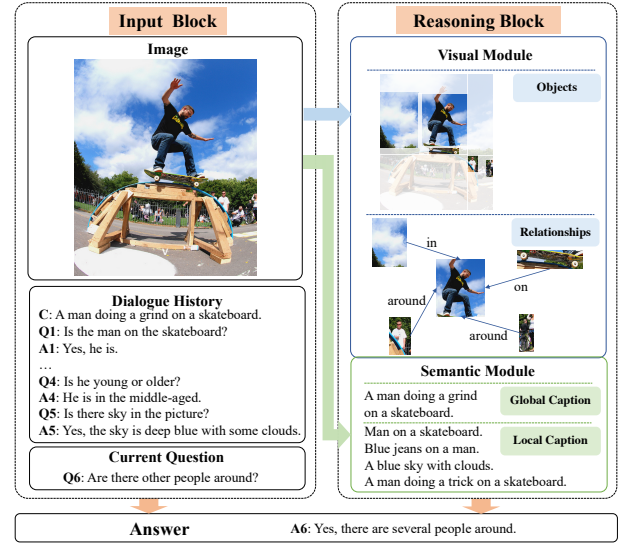 Input Block
Image
Dialogue History
C: A man doing a grind on a skateboard.
Q1: Is the man on the skateboard?
A1: Yes, he is.
…
Q4: Is he young or older?
A4: He is in the middle-aged.
Q5: Is there sky in the picture?
A5: Yes, the sky is deep blue with some clouds.
Current Question
Q6: Are there other people around?
Reasoning Block
Visual Module
Objects
Relationships
in
on
around
around
Semantic Module
A man doing a grind
on a skateboard.
Global Caption
Man on a skateboard.
Blue jeans on a man.
A blue sky with clouds.
A man doing a trick on a skateboard.
Local Caption
Answer
A6: Yes, there are several people around.